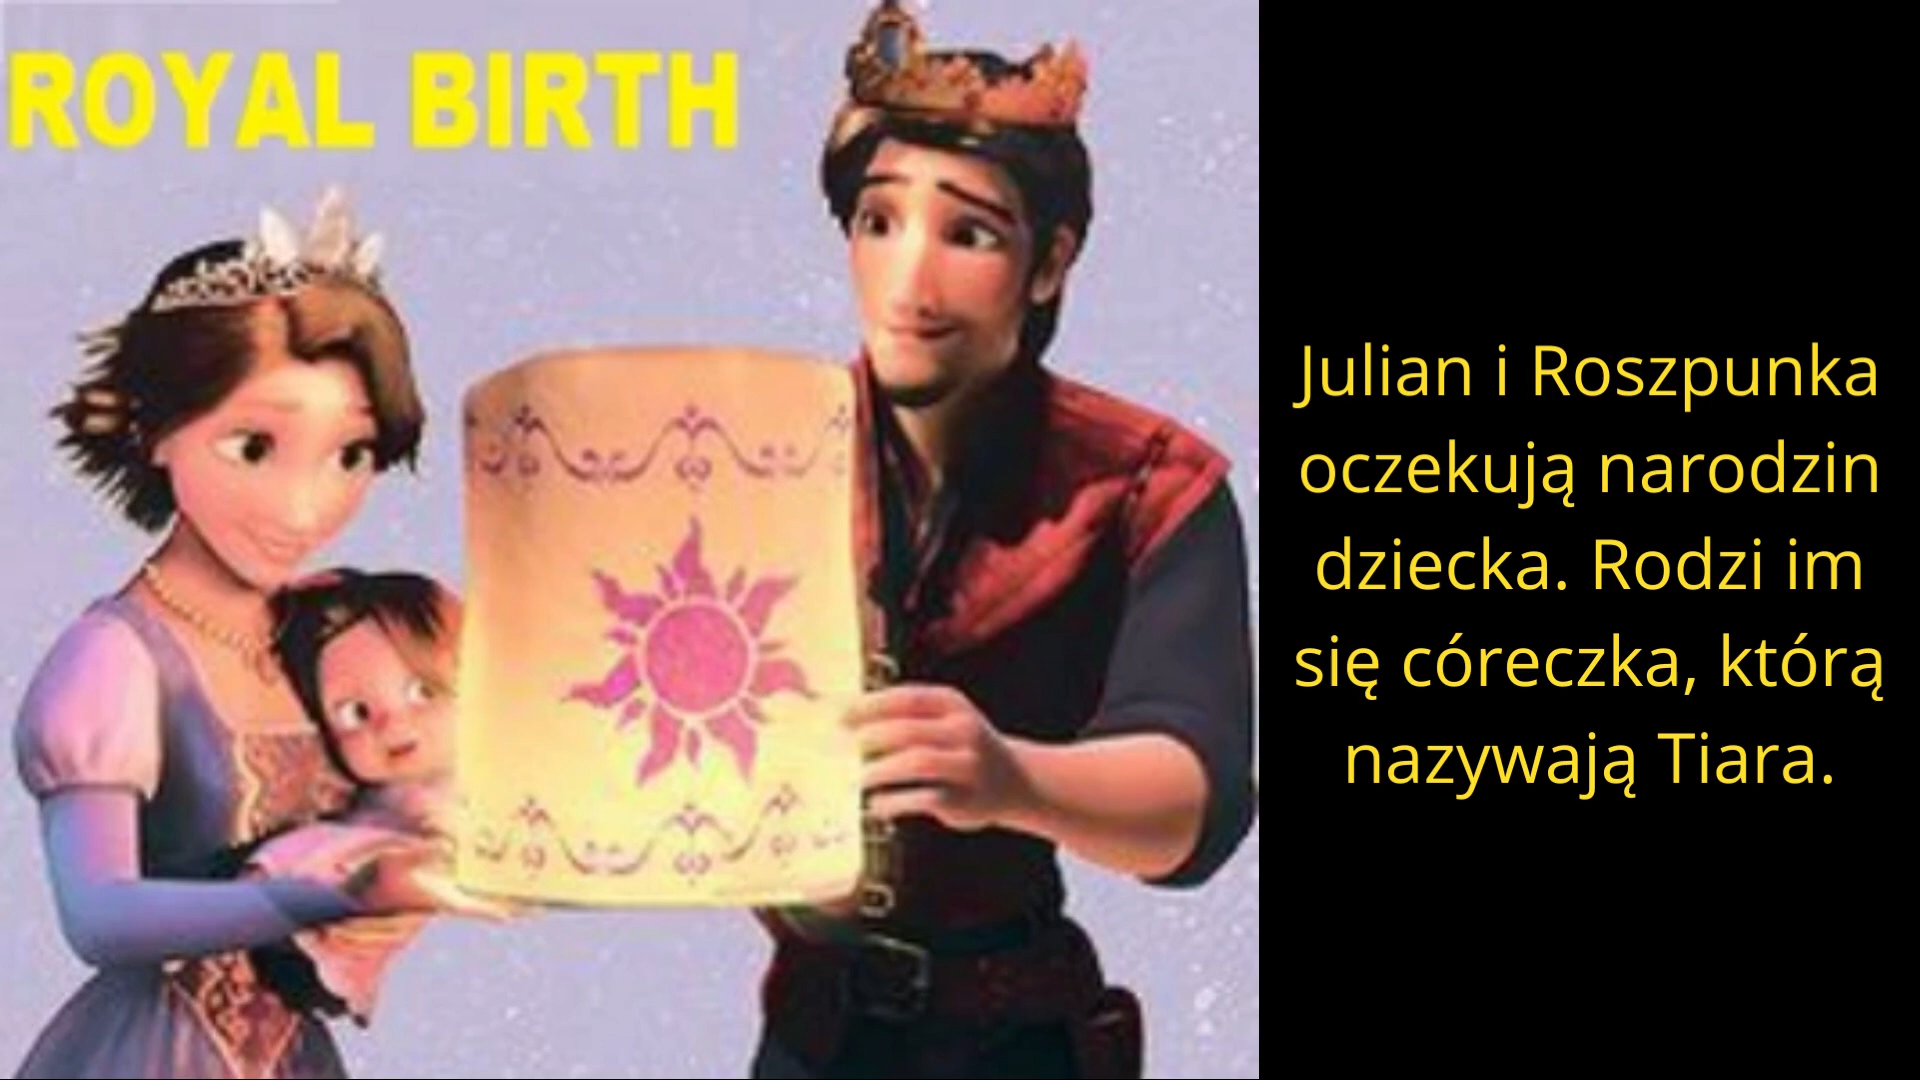 ROYAL BIRTH
Julian i Roszpunka
oczekują narodzin
dziecka. Rodzi im
się córeczka, którą
nazywają Tiara.